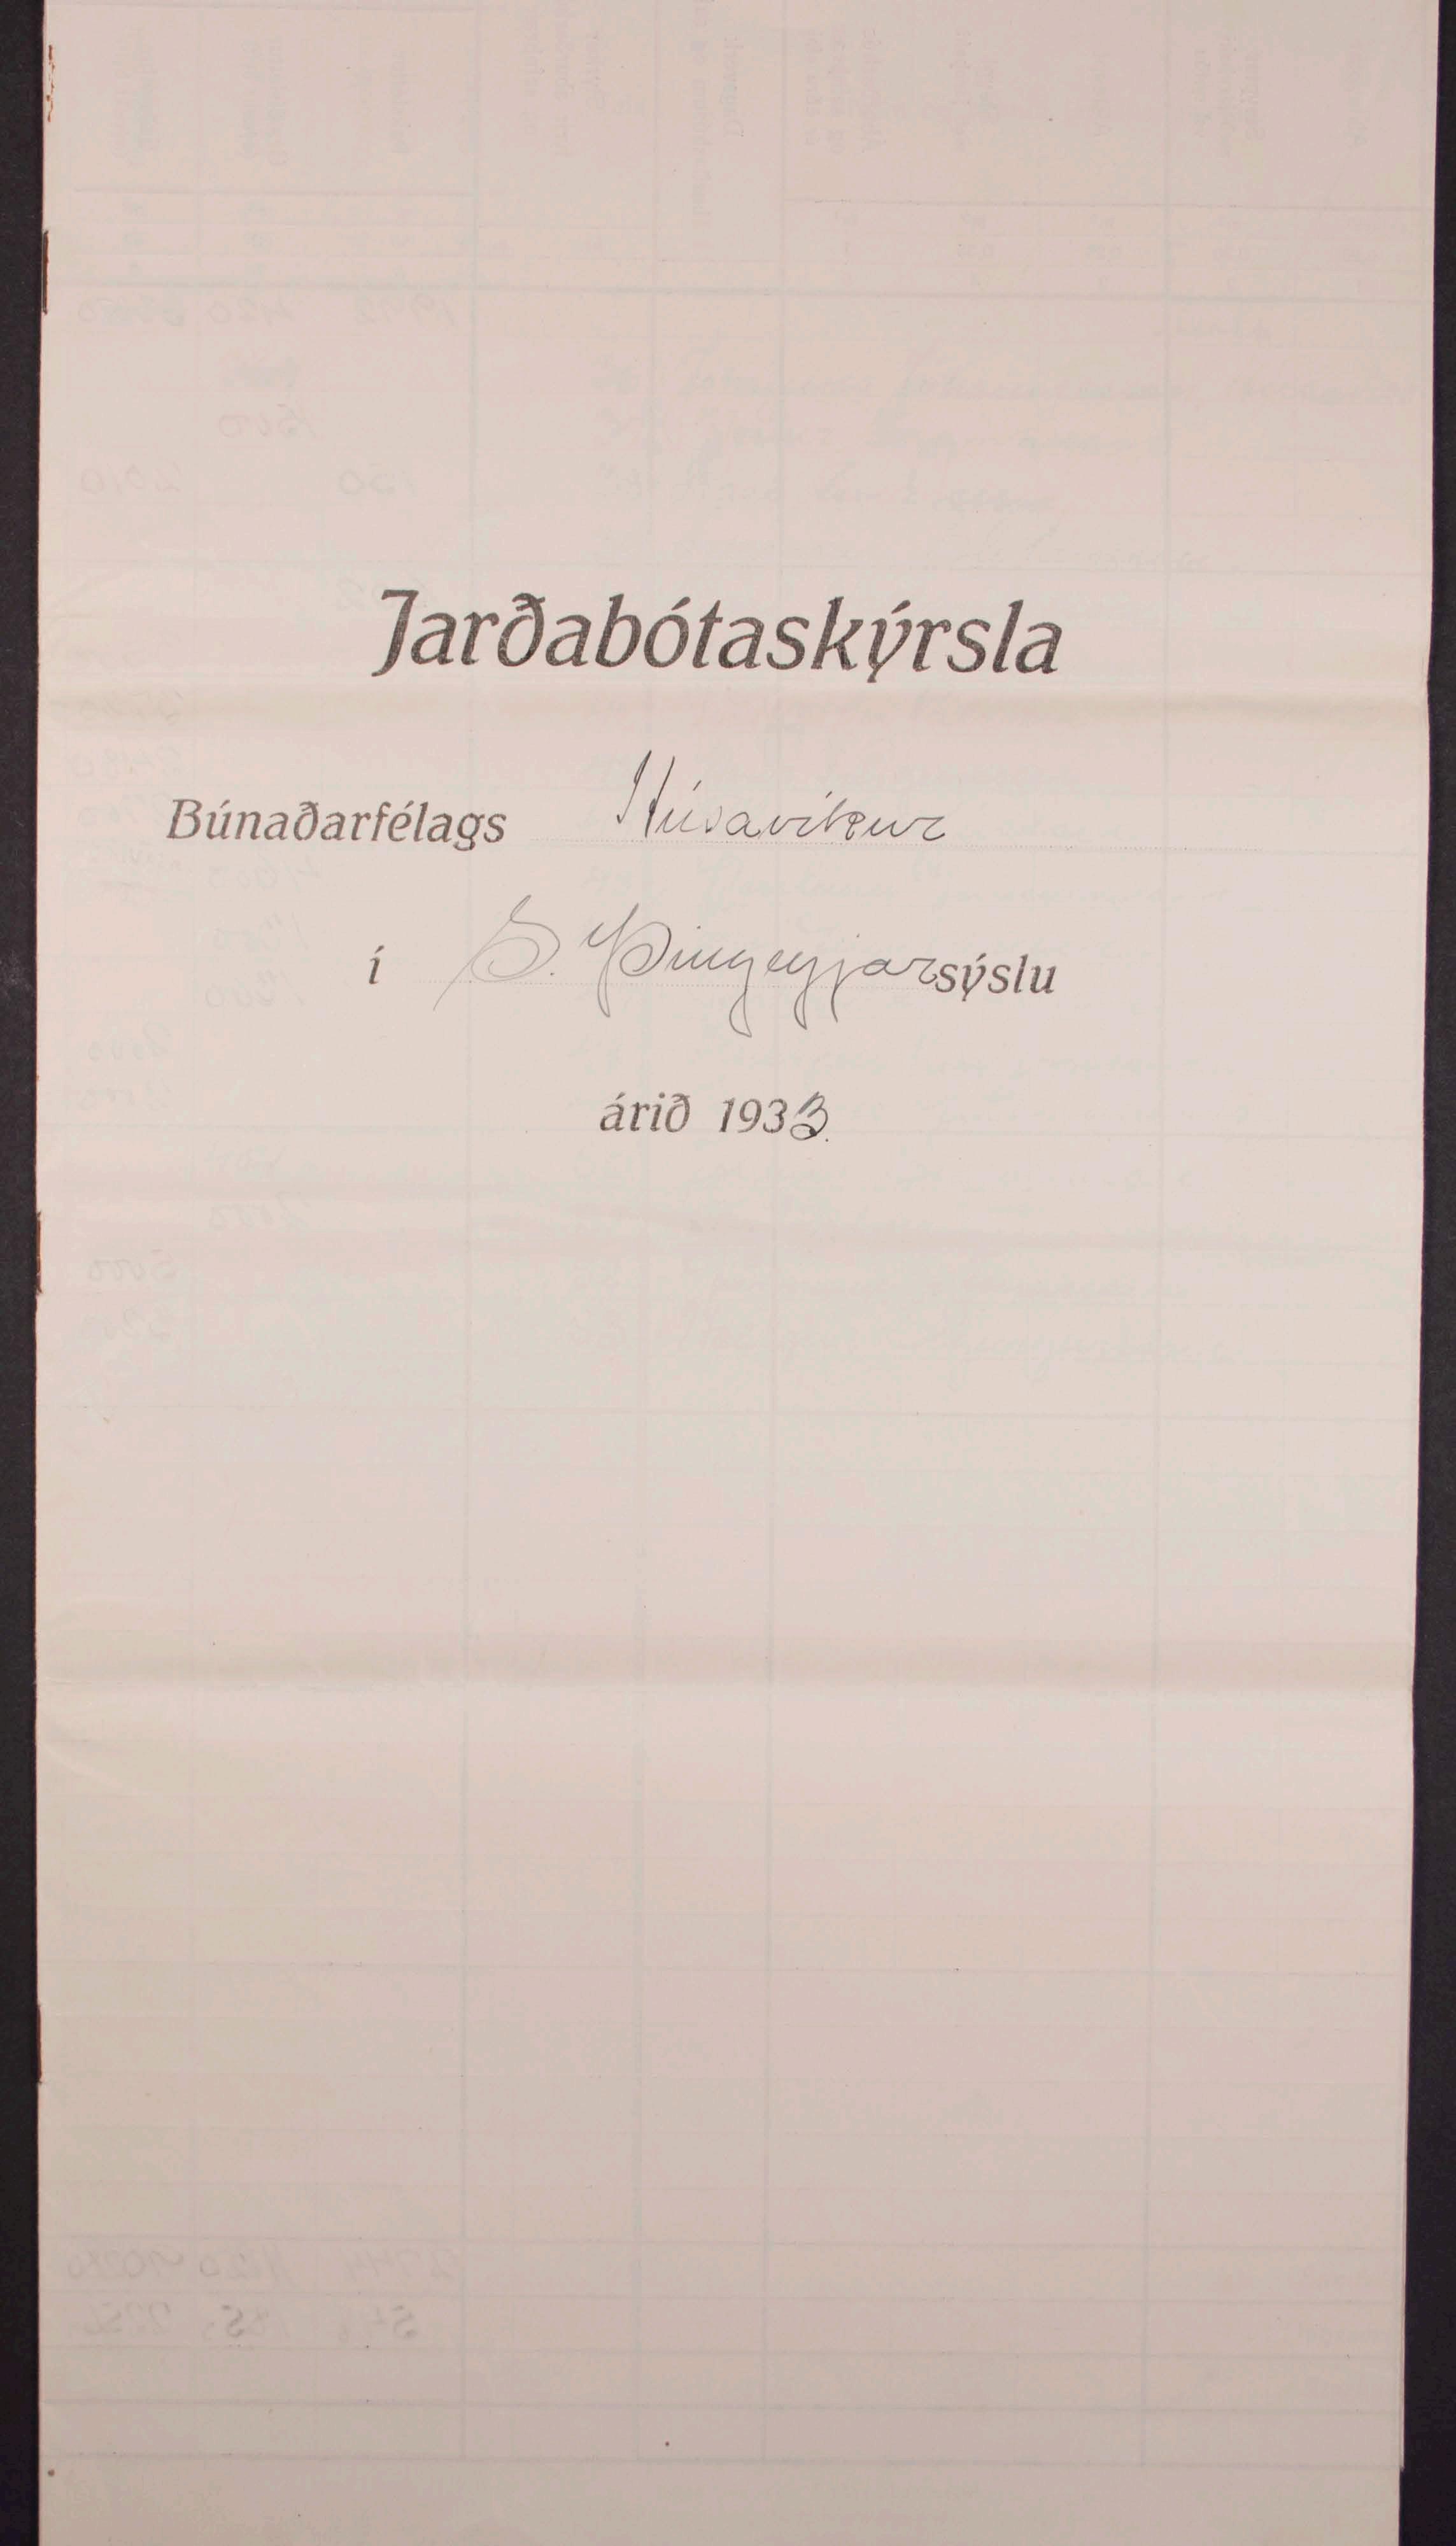 Jarðabótaskýrsla
Búnaðarfélags Húsavíkur
í S. Þingeyjarsýslu
árið 1933.